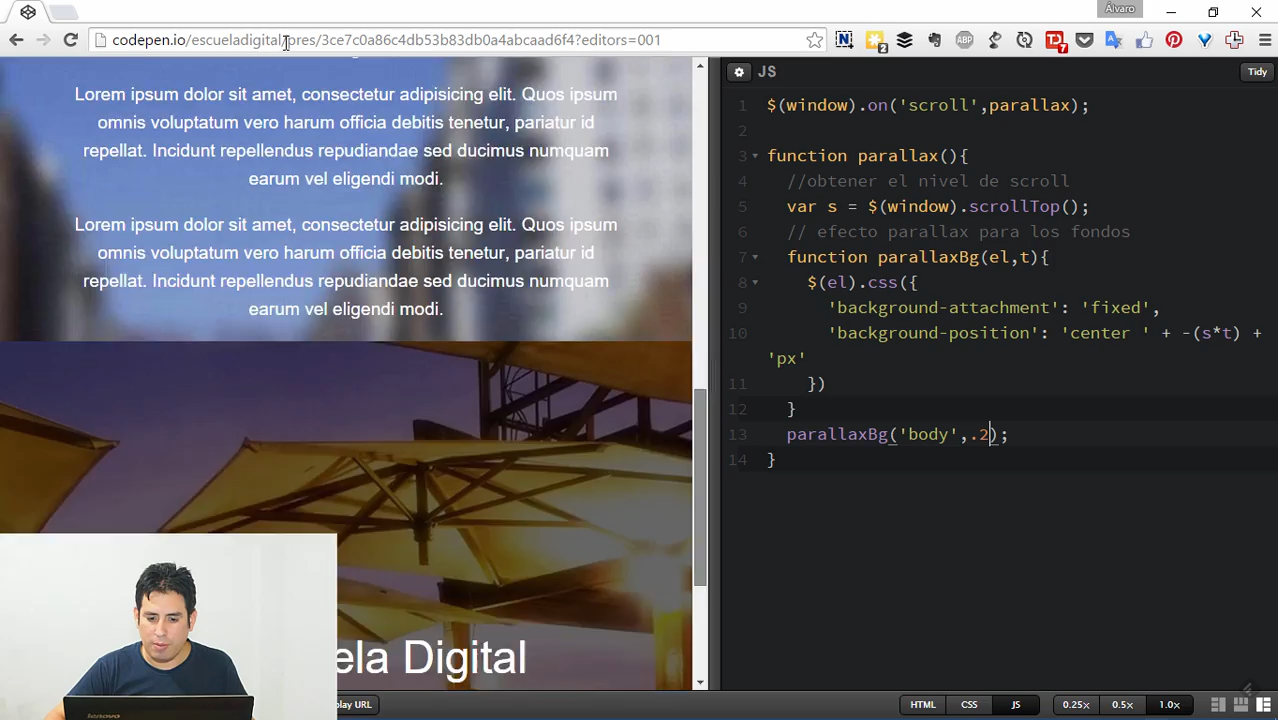 Álvaro
codepen.io/escueladigital/pres/3ce7c0a86c4db53b83db0a4abcaad6f4?editors=001
Lorem ipsum dolor sit amet, consectetur adipisicing elit. Quos ipsum
omnis voluptatum vero harum officia debitis tenetur, pariatur id
repellat. Incidunt repellendus repudiandae sed ducimus numquam
earum vel eligendi modi.
Lorem ipsum dolor sit amet, consectetur adipisicing elit. Quos ipsum
omnis voluptatum vero harum officia debitis tenetur, pariatur id
repellat. Incidunt repellendus repudiandae sed ducimus numquam
earum vel eligendi modi.
ela Digital
play URL
JS
Tidy
1 $(window).on('scroll',parallax);
2
3 function parallax(){
4 //obtener el nivel de scroll
5 var s = $(window).scrollTop();
6 // efecto parallax para los fondos
7 function parallaxBg(el,t){
8 $(el).css({
9 'background-attachment': 'fixed',
10 'background-position': 'center ' + -(s*t) +
'px'
11 })
12 }
13 parallaxBg('body',.2);
14 }
HTML CSS JS 0.25x 0.5x 1.0x